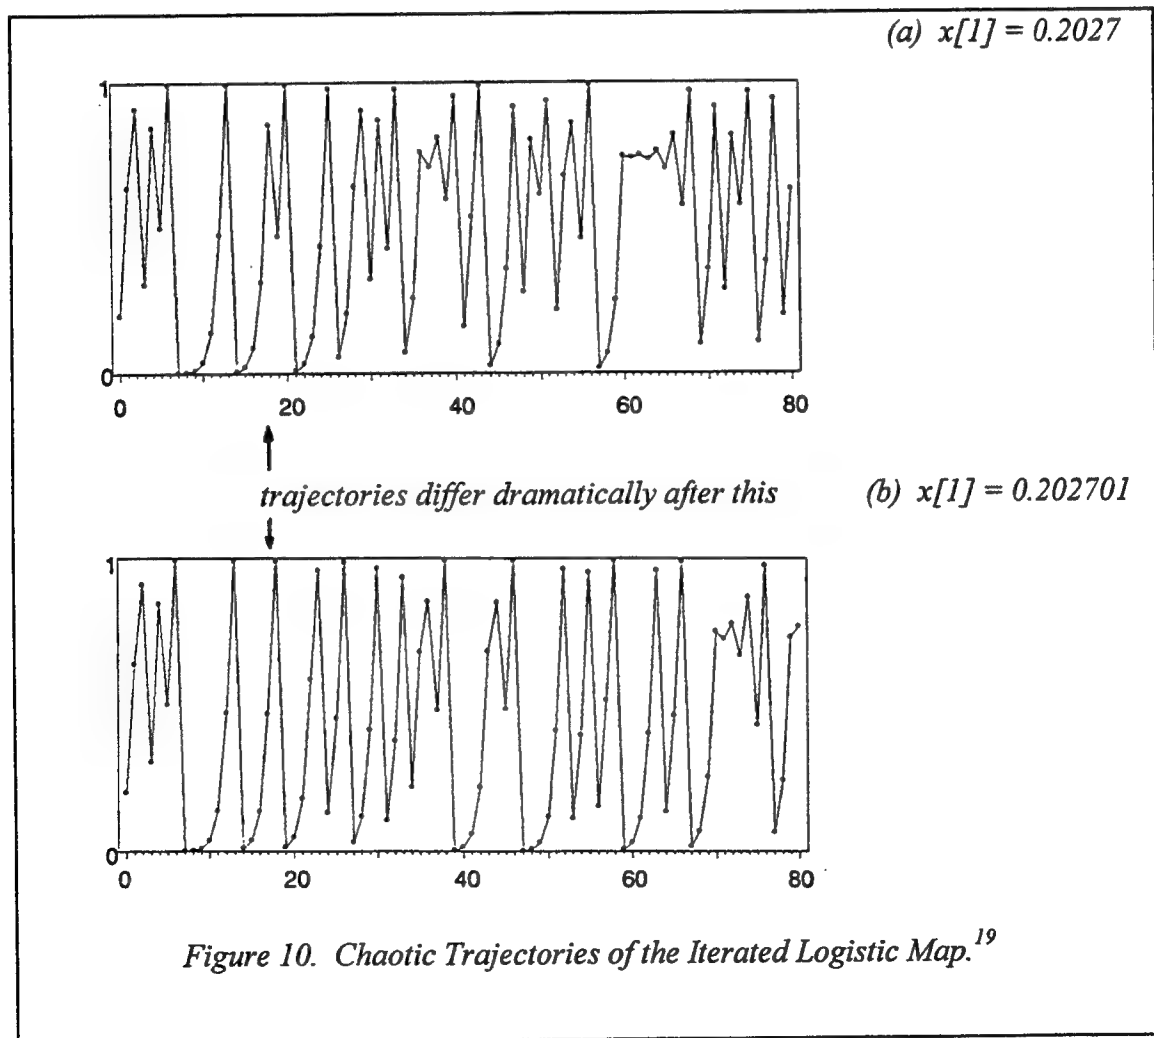 (a) x[1] = 0.2027
1
0
0 20 40 60 80
trajectories differ dramatically after this
(b) x[1] = 0.202701
1
0
0 20 40 60 80
Figure 10. Chaotic Trajectories of the Iterated Logistic Map.19